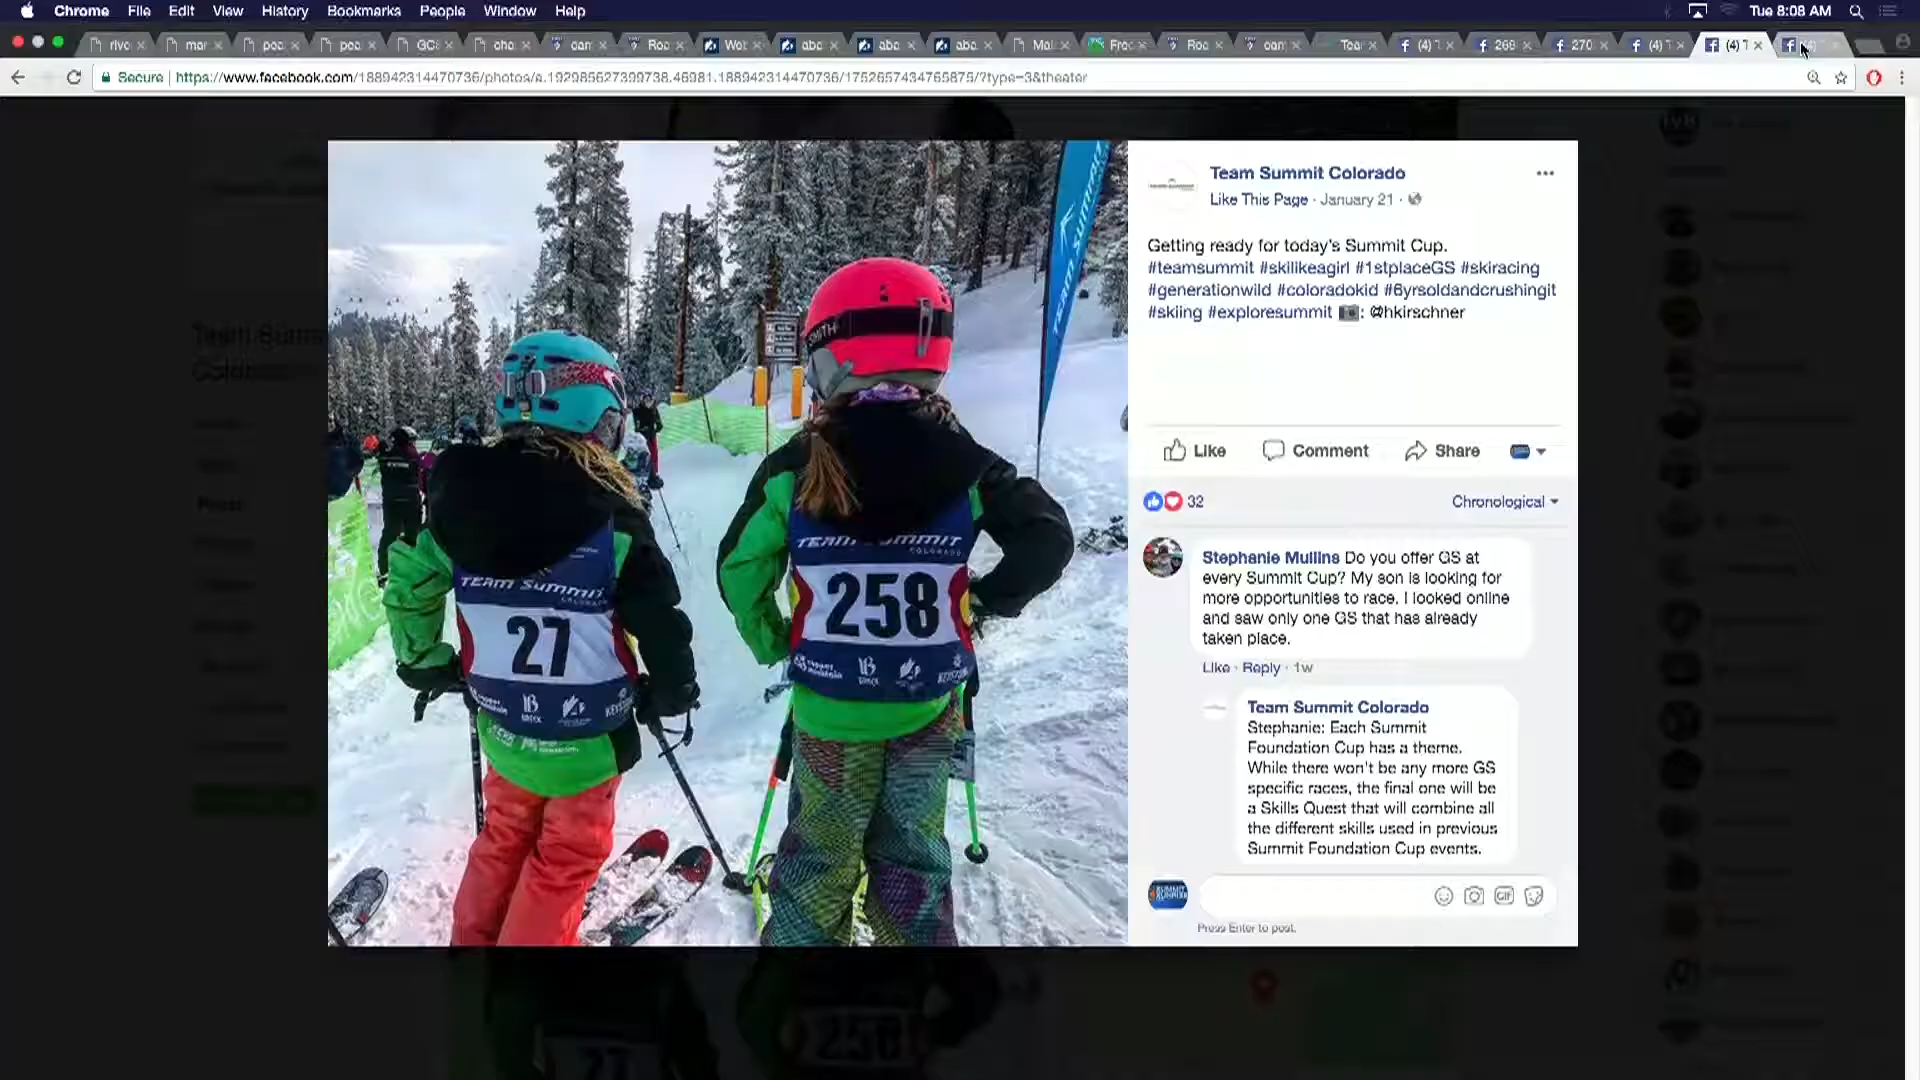 Chrome File Edit View History Bookmarks People Window Help Tue 8:08 AM
Secure https://www.facebook.com/188942314470736/photos/a.192985627399738.46981.188942314470736/1752657434765875/?type=3&theater
Team Summit Colorado
Like This Page · January 21 ·
Getting ready for today's Summit Cup.
#teamsummit #skilikeagirl #1stplaceGS #skiracing
#generationwild #coloradokid #6yrsoldandcrushingit
#skiing #exploresummit : @hkirschner
Like Comment Share
32 Chronological
Stephanie Mullins Do you offer GS at
every Summit Cup? My son is looking for
more opportunities to race. I looked online
and saw only one GS that has already
taken place.
Like · Reply · 1w
Team Summit Colorado
Stephanie: Each Summit
Foundation Cup has a theme.
While there won't be any more GS
specific races, the final one will be
a Skills Quest that will combine all
the different skills used in previous
Summit Foundation Cup events.
GIF
Press Enter to post.
SMITH
TEAM SUMMIT
TEAM SUMMIT
COLORADO
258
TEAM SUMMIT
COLORADO
27